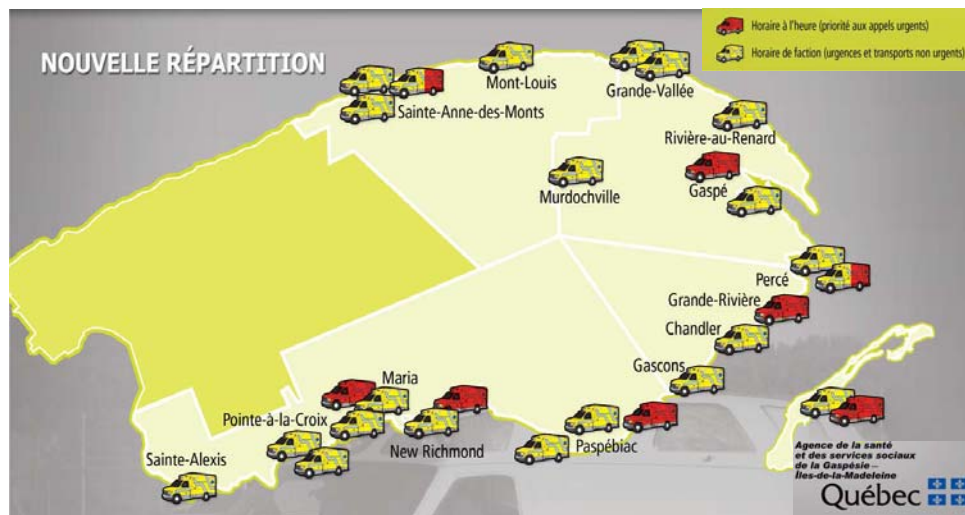 NOUVELLE RÉPARTITION
Horaire à l'heure (priorité aux appels urgents)
Horaire de faction (urgences et transports non urgents)
Mont-Louis
Grande-Vallée
Sainte-Anne-des-Monts
Rivière-au-Renard
Murdochville
Gaspé
Percé
Grande-Rivière
Chandler
Gascons
Maria
Pointe-à-la-Croix
New Richmond
Paspébiac
Sainte-Alexis
Agence de la santé
et des services sociaux
de la Gaspésie –
Îles-de-la-Madeleine
Québec